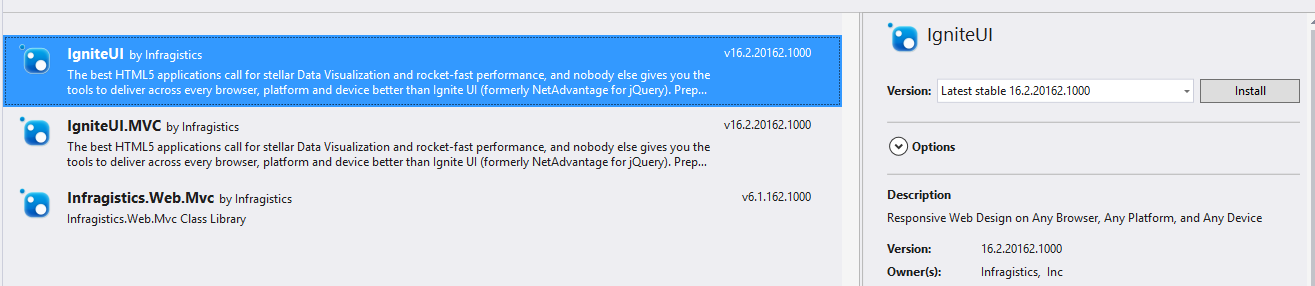 IgniteUI by Infragistics v16.2.20162.1000
The best HTML5 applications call for stellar Data Visualization and rocket-fast performance, and nobody else gives you the
tools to deliver across every browser, platform and device better than Ignite UI (formerly NetAdvantage for jQuery). Prep...
IgniteUI.MVC by Infragistics v16.2.20162.1000
The best HTML5 applications call for stellar Data Visualization and rocket-fast performance, and nobody else gives you the
tools to deliver across every browser, platform and device better than Ignite UI (formerly NetAdvantage for jQuery). Prep...
Infragistics.Web.Mvc by Infragistics v6.1.162.1000
Infragistics.Web.Mvc Class Library
IgniteUI
Version: Latest stable 16.2.20162.1000 Install
Options
Description
Responsive Web Design on Any Browser, Any Platform, and Any Device
Version: 16.2.20162.1000
Owner(s): Infragistics, Inc